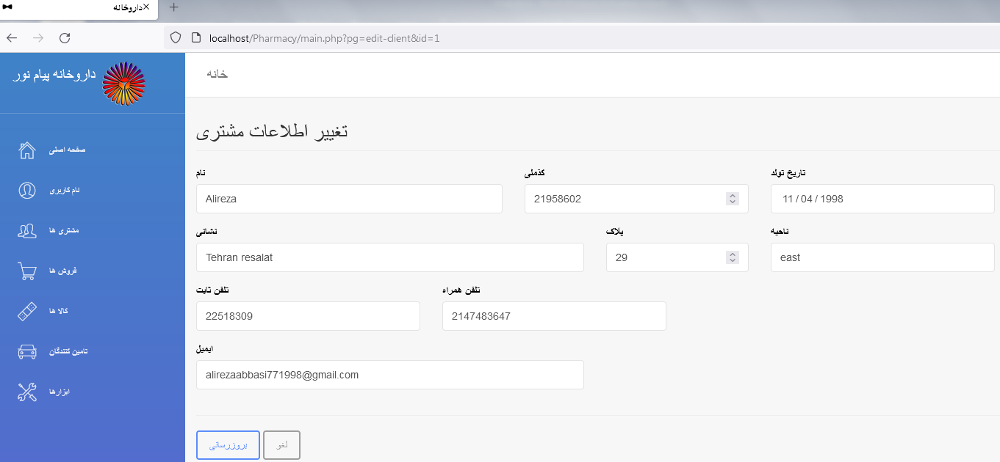 داروخانه
localhost/Pharmacy/main.php?pg=edit-client&id=1
داروخانه پیام نور
خانه
صفحه اصلی
نام کاربری
مشتری ها
فروش ها
کالا ها
تامین کنندگان
ابزارها
تغییر اطلاعات مشتری
نام
کدملی
تاریخ تولد
Alireza
21958602
11 / 04 / 1998
نشانی
پلاک
ناحیه
Tehran resalat
29
east
تلفن ثابت
تلفن همراه
22518309
2147483647
ایمیل
alirezaabbasi771998@gmail.com
بروزرسانی
لغو